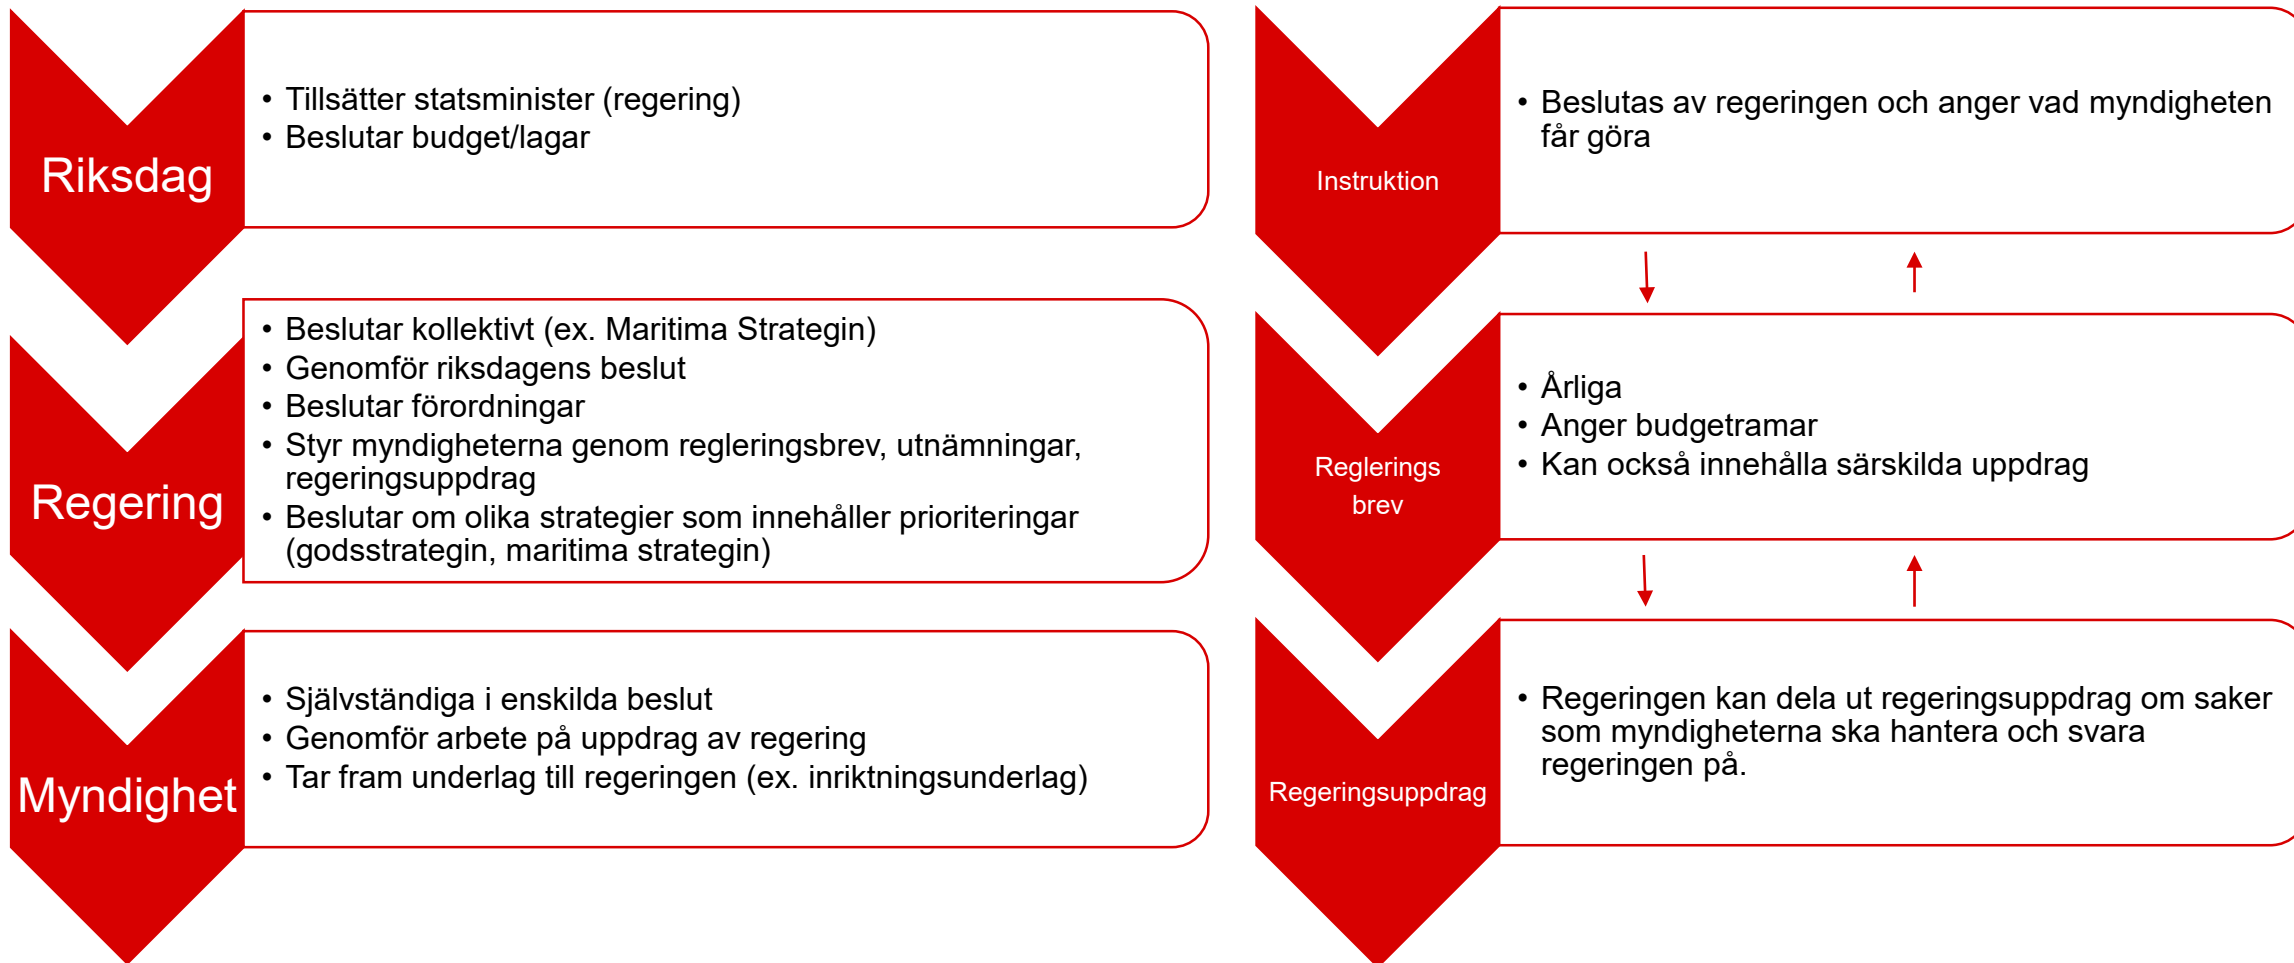 Riksdag
• Tillsätter statsminister (regering)
• Beslutar budget/lagar
Regering
• Beslutar kollektivt (ex. Maritima Strategin)
• Genomför riksdagens beslut
• Beslutar förordningar
• Styr myndigheterna genom regleringsbrev, utnämningar,
regeringsuppdrag
• Beslutar om olika strategier som innehåller prioriteringar
(godsstrategin, maritima strategin)
Myndighet
• Självständiga i enskilda beslut
• Genomför arbete på uppdrag av regering
• Tar fram underlag till regeringen (ex. inriktningsunderlag)
Instruktion
• Beslutas av regeringen och anger vad myndigheten
får göra
Reglerings
brev
• Årliga
• Anger budgetramar
• Kan också innehålla särskilda uppdrag
Regeringsuppdrag
• Regeringen kan dela ut regeringsuppdrag om saker
som myndigheterna ska hantera och svara
regeringen på.